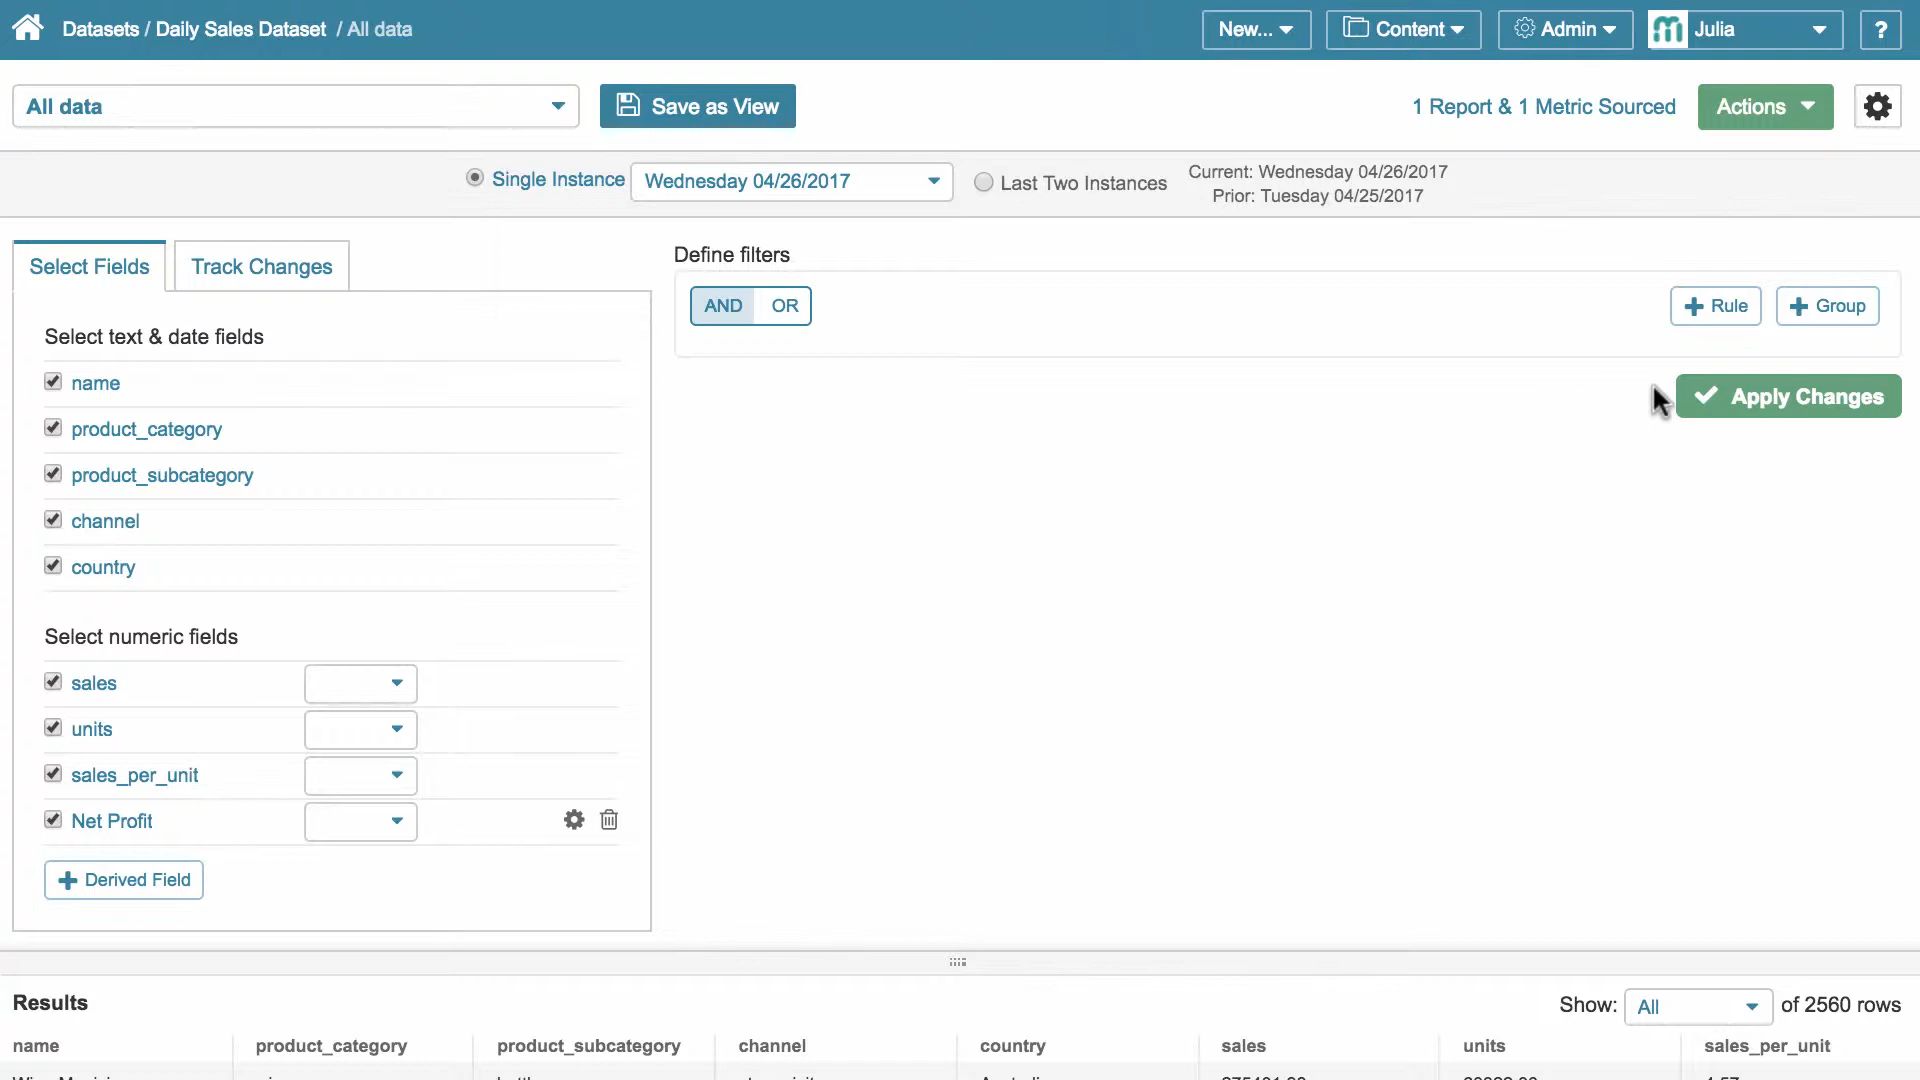 Datasets / Daily Sales Dataset / All data
New...
Content
Admin
Julia
?
All data
Save as View
1 Report & 1 Metric Sourced
Actions
Single Instance
Wednesday 04/26/2017
Last Two Instances
Current: Wednesday 04/26/2017
Prior: Tuesday 04/25/2017
Select Fields
Track Changes
Define filters
AND OR
Rule
Group
Apply Changes
Select text & date fields
name
product_category
product_subcategory
channel
country
Select numeric fields
sales
units
sales_per_unit
Net Profit
Derived Field
Results
Show: All of 2560 rows
name product_category product_subcategory channel country sales units sales_per_unit